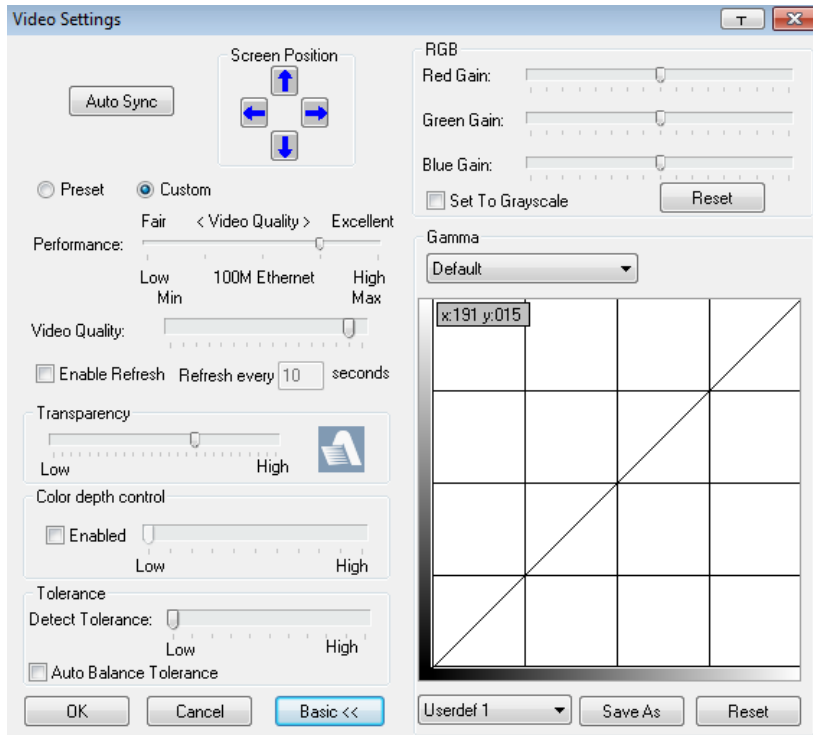 Video Settings
Auto Sync
Screen Position
Preset
Custom
Fair < Video Quality > Excellent
Performance:
Low 100M Ethernet High
Min Max
Video Quality:
Enable Refresh Refresh every 10 seconds
Transparency
Low High
Color depth control
Enabled
Low High
Tolerance
Detect Tolerance:
Low High
Auto Balance Tolerance
OK Cancel Basic <<
RGB
Red Gain:
Green Gain:
Blue Gain:
Set To Grayscale Reset
Gamma
Default
x:191 y:015
Userdef 1 Save As Reset